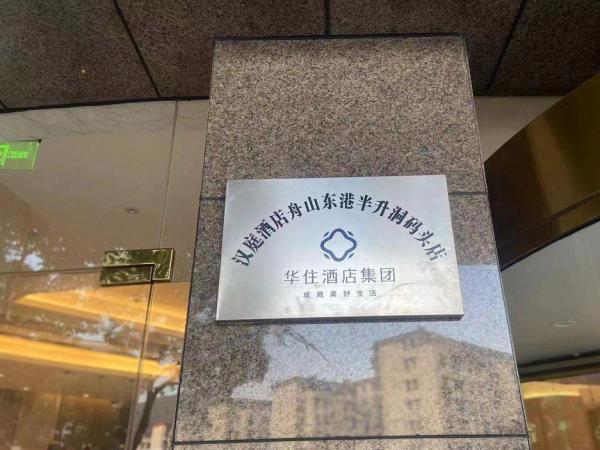 汉庭酒店舟山东港半升洞码头店
华住酒店集团
成就美好生活